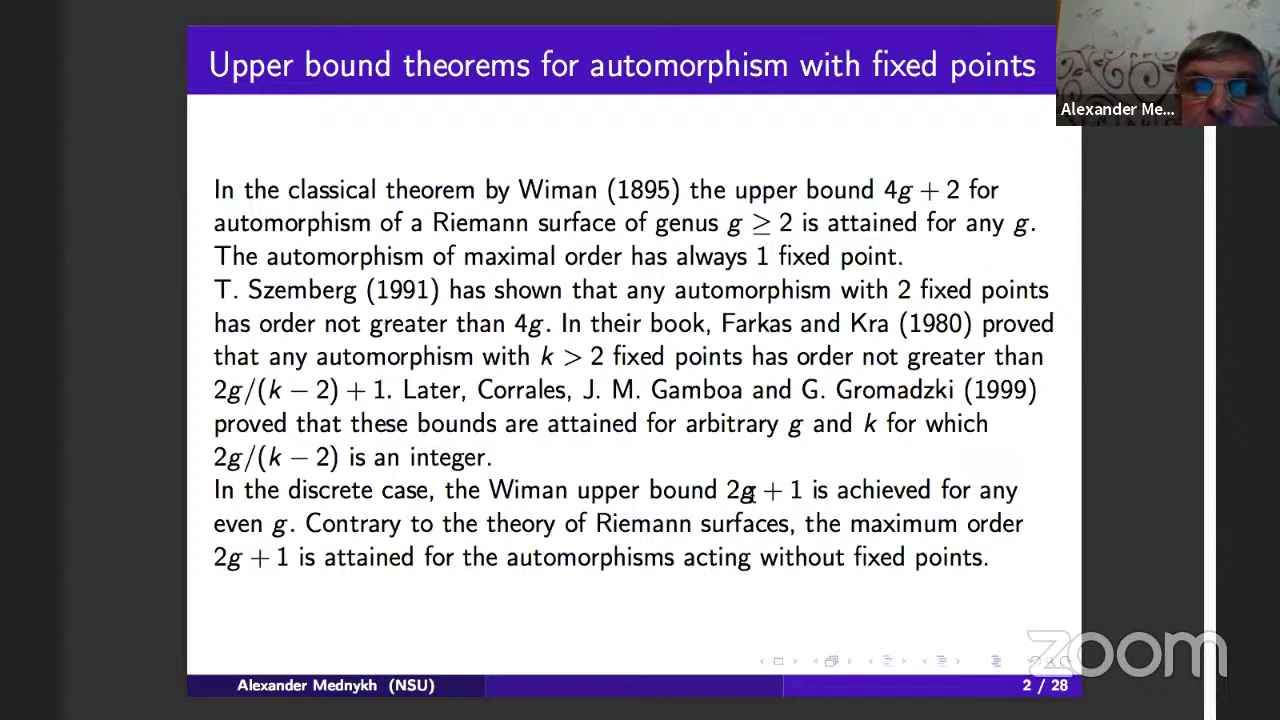 Upper bound theorems for automorphism with fixed points
Alexander Me...
In the classical theorem by Wiman (1895) the upper bound 4g + 2 for
automorphism of a Riemann surface of genus g ≥ 2 is attained for any g.
The automorphism of maximal order has always 1 fixed point.
T. Szemberg (1991) has shown that any automorphism with 2 fixed points
has order not greater than 4g. In their book, Farkas and Kra (1980) proved
that any automorphism with k > 2 fixed points has order not greater than
2g/(k − 2) + 1. Later, Corrales, J. M. Gamboa and G. Gromadzki (1999)
proved that these bounds are attained for arbitrary g and k for which
2g/(k − 2) is an integer.
In the discrete case, the Wiman upper bound 2g + 1 is achieved for any
even g. Contrary to the theory of Riemann surfaces, the maximum order
2g + 1 is attained for the automorphisms acting without fixed points.
zoom
Alexander Mednykh (NSU)
2 / 28